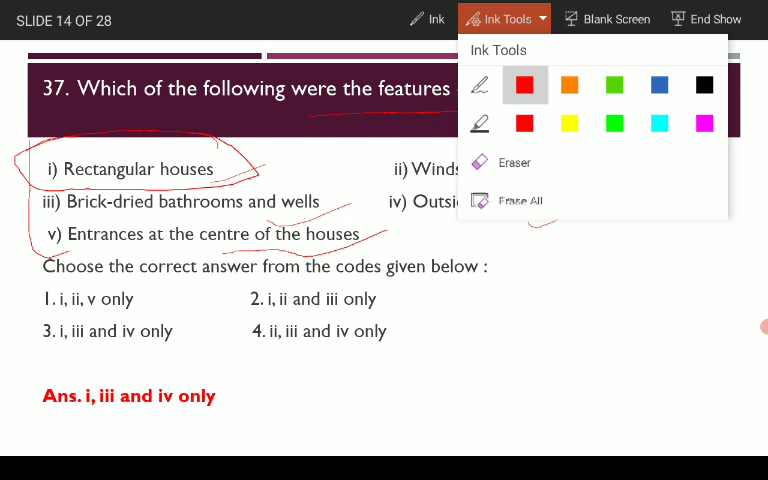 SLIDE 14 OF 28
Ink
Ink Tools
Blank Screen
End Show
Ink Tools
37. Which of the following were the features
Eraser
i) Rectangular houses ii) Winds
iii) Brick-dried bathrooms and wells iv) Outsi
Erase All
v) Entrances at the centre of the houses
Choose the correct answer from the codes given below :
1. i, ii, v only 2. i, ii and iii only
3. i, iii and iv only 4. ii, iii and iv only
Ans. i, iii and iv only